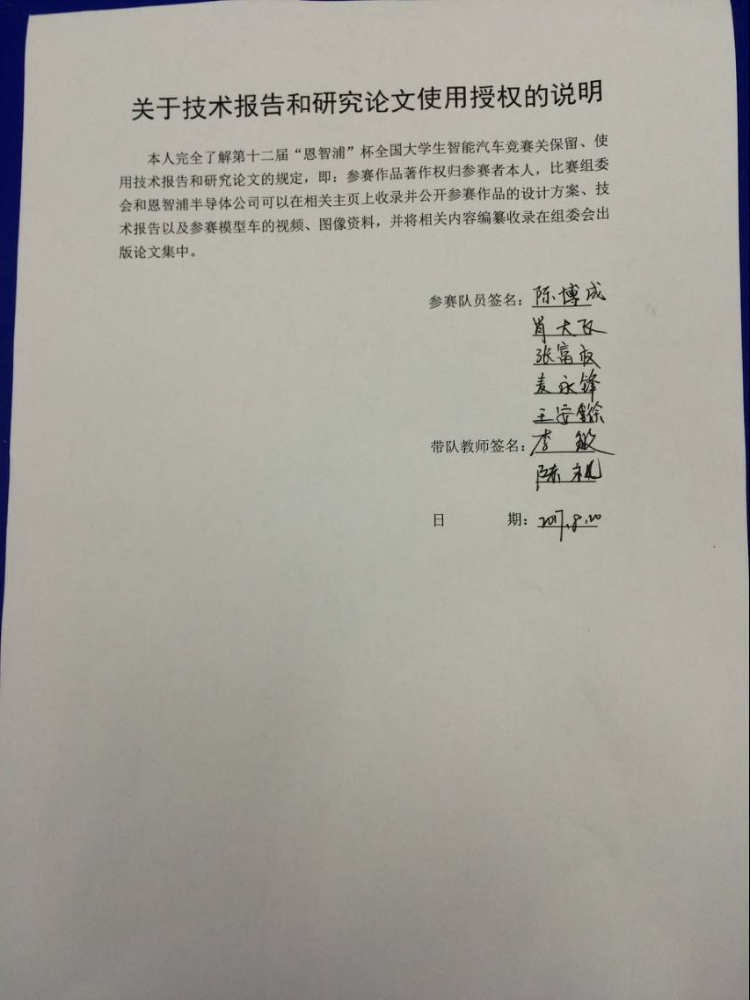 关于技术报告和研究论文使用授权的说明
本人完全了解第十二届“恩智浦”杯全国大学生智能汽车竞赛关保留、使
用技术报告和研究论文的规定，即：参赛作品著作权归参赛者本人，比赛组委
会和恩智浦半导体公司可以在相关主页上收录并公开参赛作品的设计方案、技
术报告以及参赛模型车的视频、图像资料，并将相关内容编纂收录在组委会出
版论文集中。
参赛队员签名：陈博成
肖大飞
张富权
麦永锋
王安鑫
带队教师签名：李敏
陈视
日 期：2017.8.20